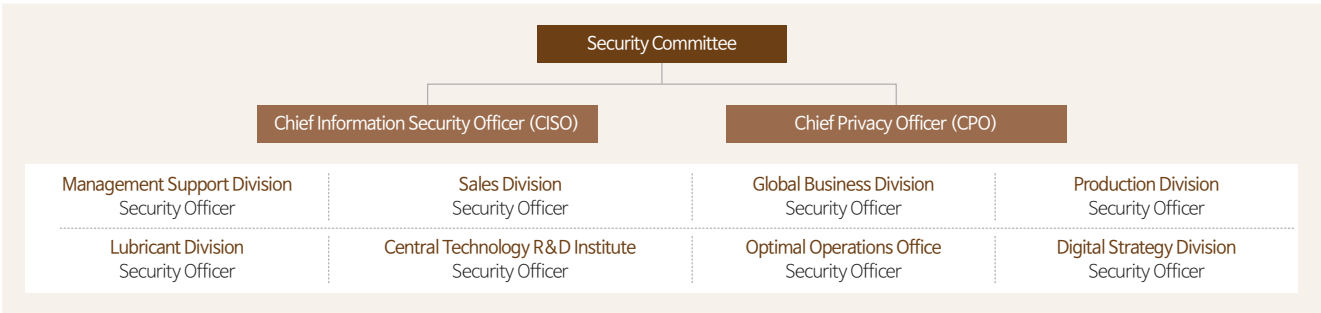 Security Committee
Chief Information Security Officer (CISO)
Chief Privacy Officer (CPO)
Management Support Division
Security Officer
Sales Division
Security Officer
Global Business Division
Security Officer
Production Division
Security Officer
Lubricant Division
Security Officer
Central Technology R&D Institute
Security Officer
Optimal Operations Office
Security Officer
Digital Strategy Division
Security Officer